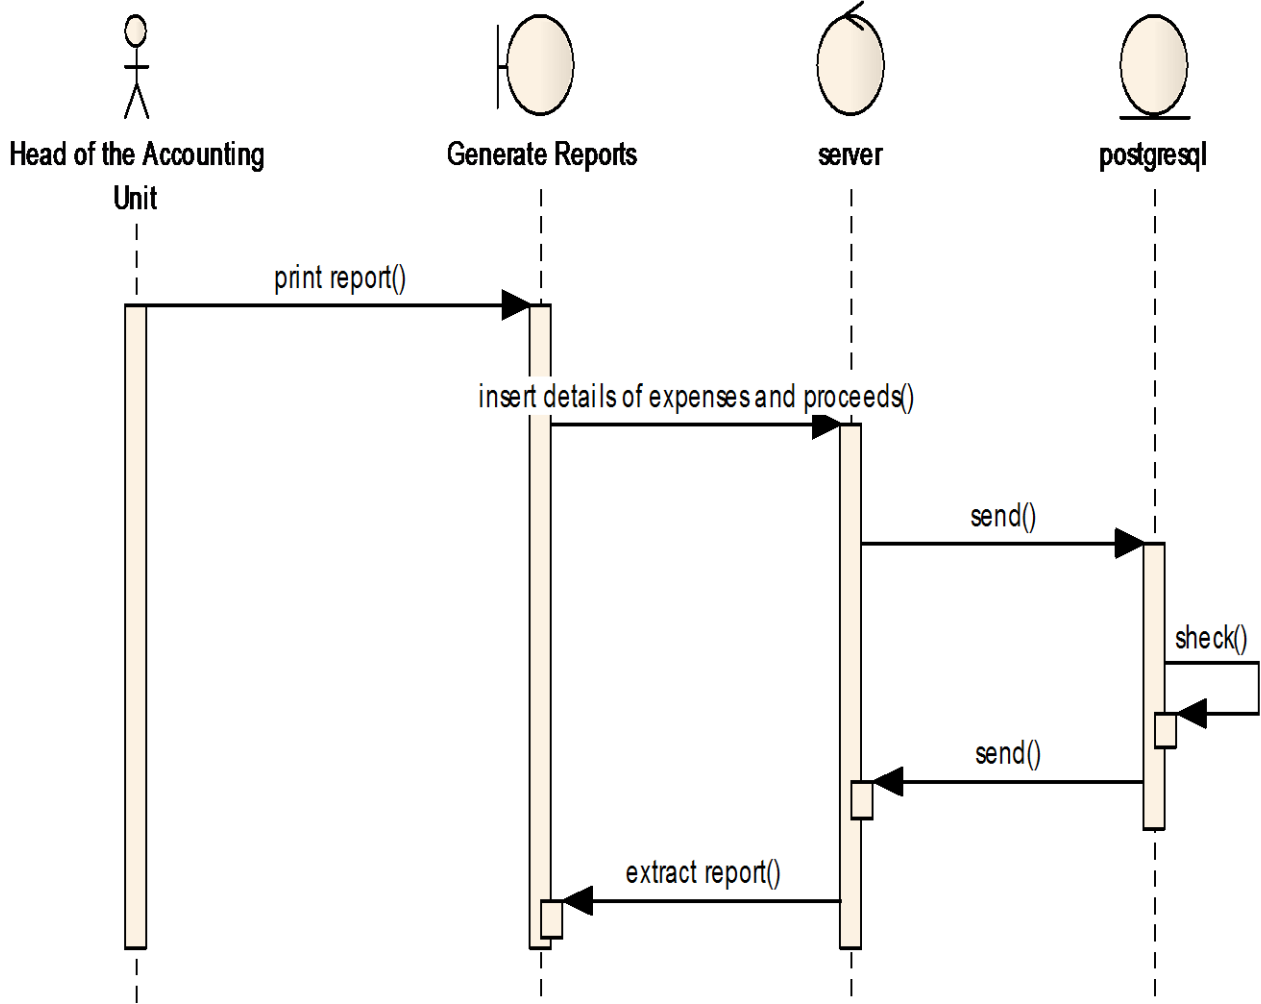 Head of the Accounting
Unit
Generate Reports
server
postgresql
print report()
insert details of expenses and proceeds()
send()
sheck()
send()
extract report()